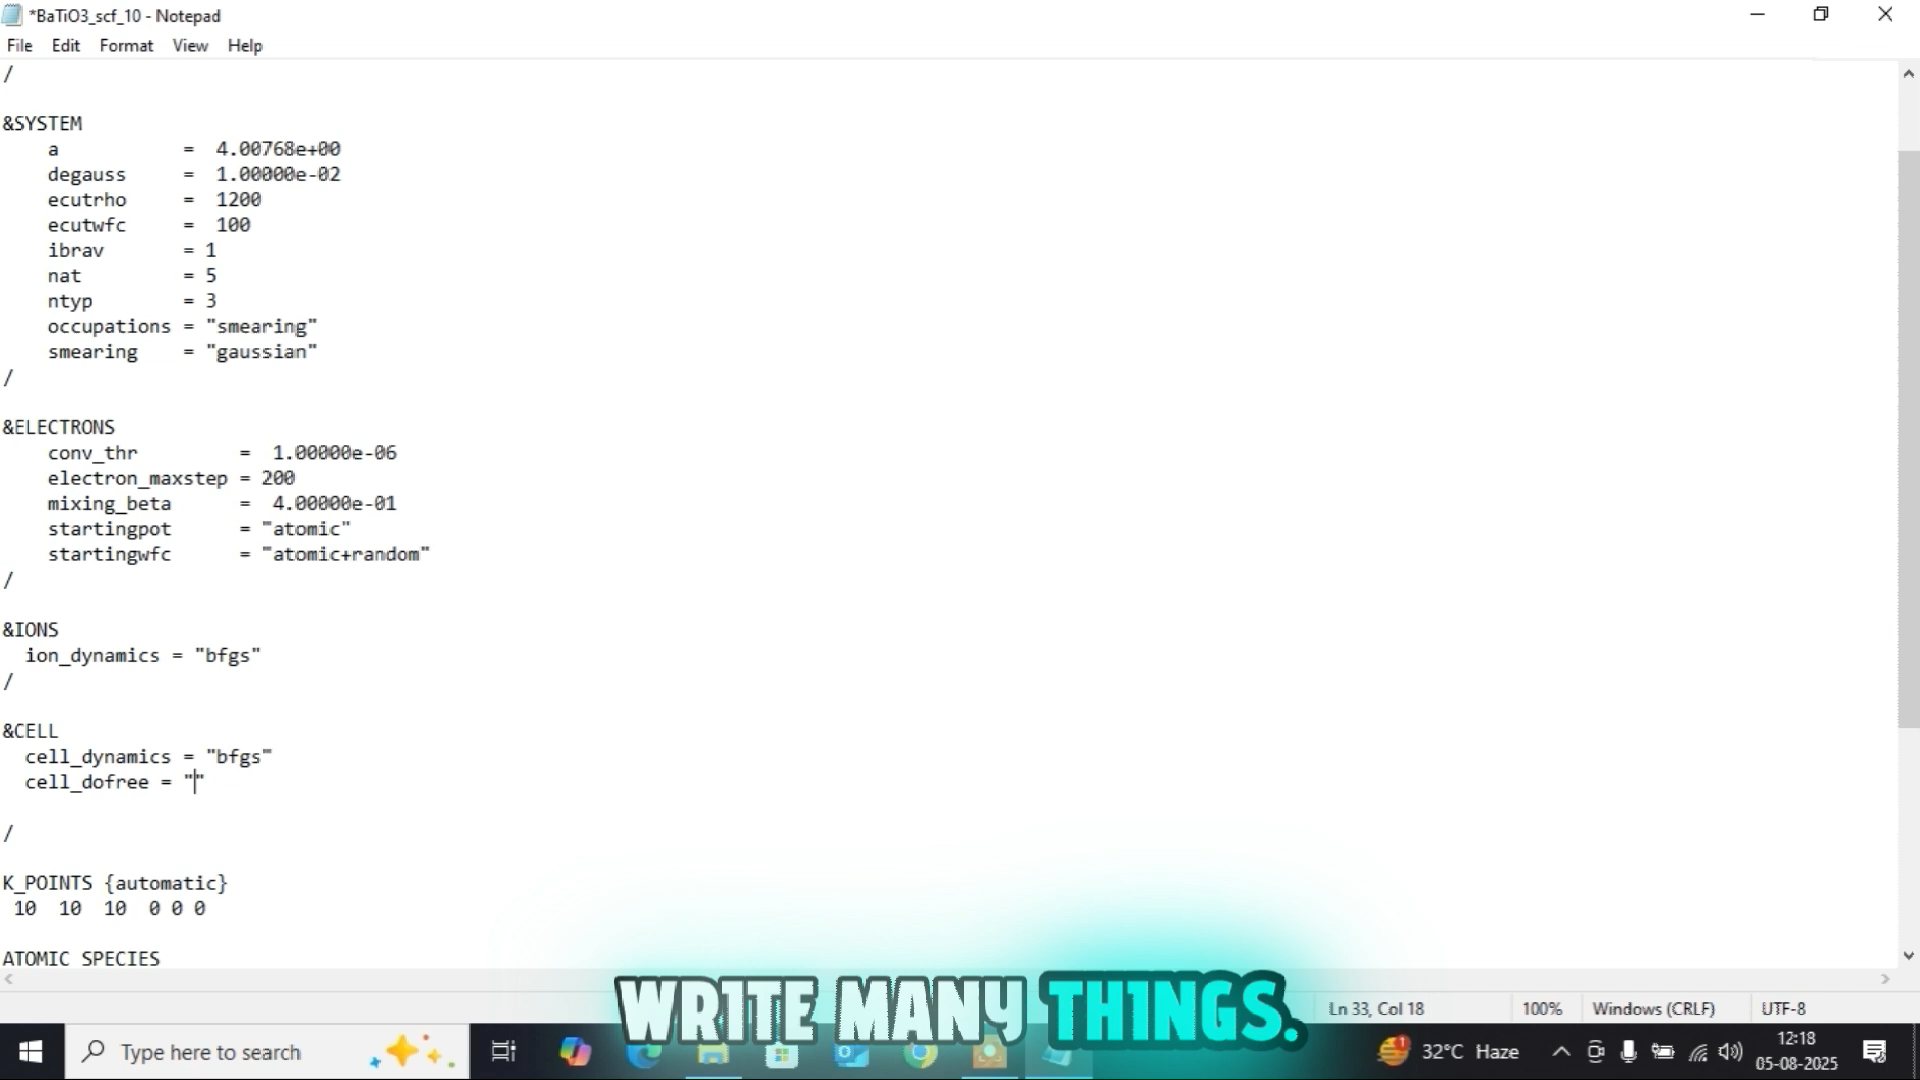 *BaTiO3_scf_10 - Notepad
File Edit Format View Help
/
&SYSTEM
a = 4.00768e+00
degauss = 1.00000e-02
ecutrho = 1200
ecutwfc = 100
ibrav = 1
nat = 5
ntyp = 3
occupations = "smearing"
smearing = "gaussian"
/
&ELECTRONS
conv_thr = 1.00000e-06
electron_maxstep = 200
mixing_beta = 4.00000e-01
startingpot = "atomic"
startingwfc = "atomic+random"
/
&IONS
ion_dynamics = "bfgs"
/
&CELL
cell_dynamics = "bfgs"
cell_dofree = ""
/
K_POINTS {automatic}
10 10 10 0 0 0
ATOMIC SPECIES
WRITE MANY THINGS.
Ln 33, Col 18 100% Windows (CRLF) UTF-8
Type here to search
32°C Haze
12:18
05-08-2025